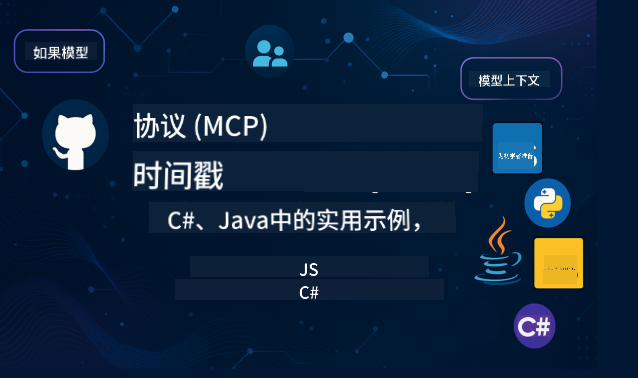 如果模型
模型上下文
协议 (MCP)
时间戳
C#、Java中的实用示例，
JS
C#
C#